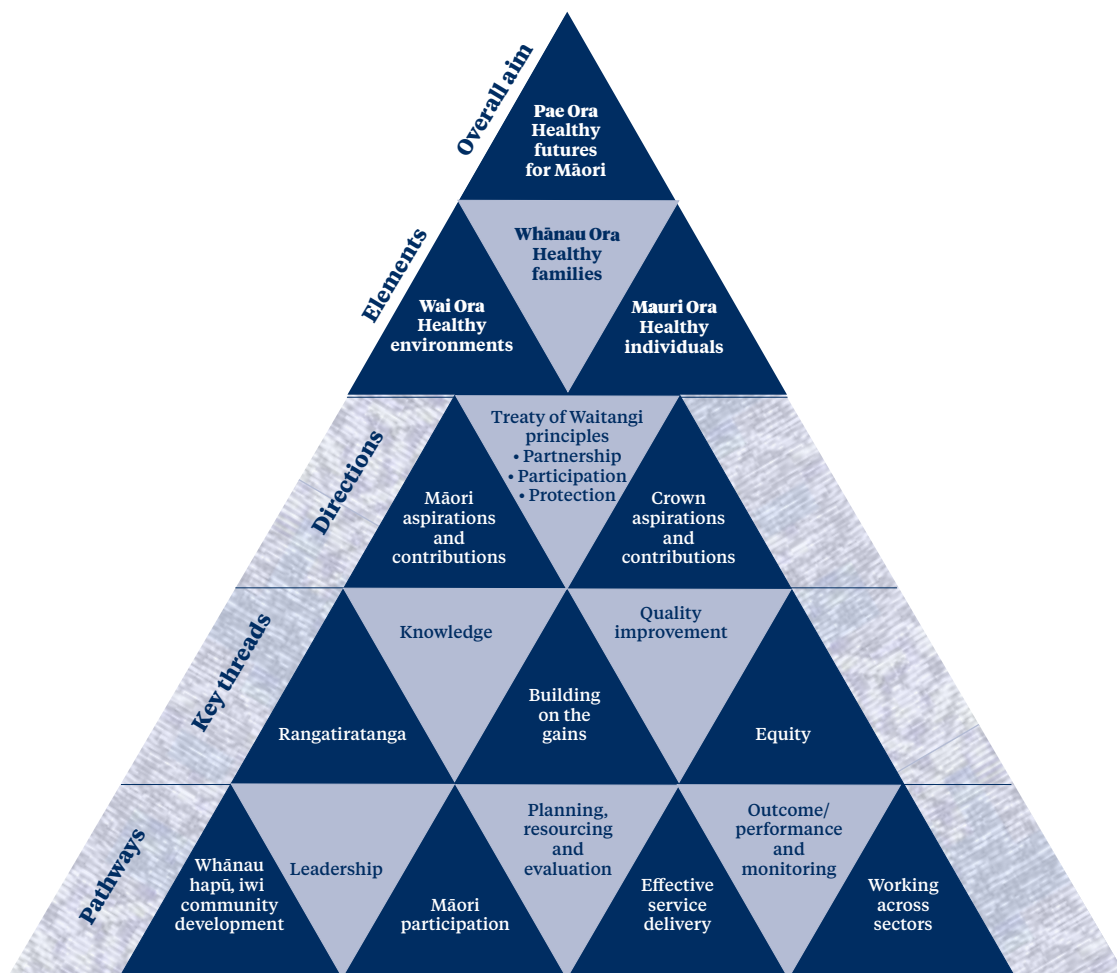 Overall aim
Pae Ora
Healthy
futures
for Māori
Elements
Whānau Ora
Healthy
families
Wai Ora
Healthy
environments
Mauri Ora
Healthy
individuals
Directions
Treaty of Waitangi
principles
• Partnership
• Participation
• Protection
Māori
aspirations
and
contributions
Crown
aspirations
and
contributions
Key threads
Knowledge
Quality
improvement
Rangatiratanga
Building
on the
gains
Equity
Pathways
Whānau
hapū, iwi
community
development
Leadership
Māori
participation
Planning,
resourcing
and
evaluation
Effective
service
delivery
Outcome/
performance
and
monitoring
Working
across
sectors